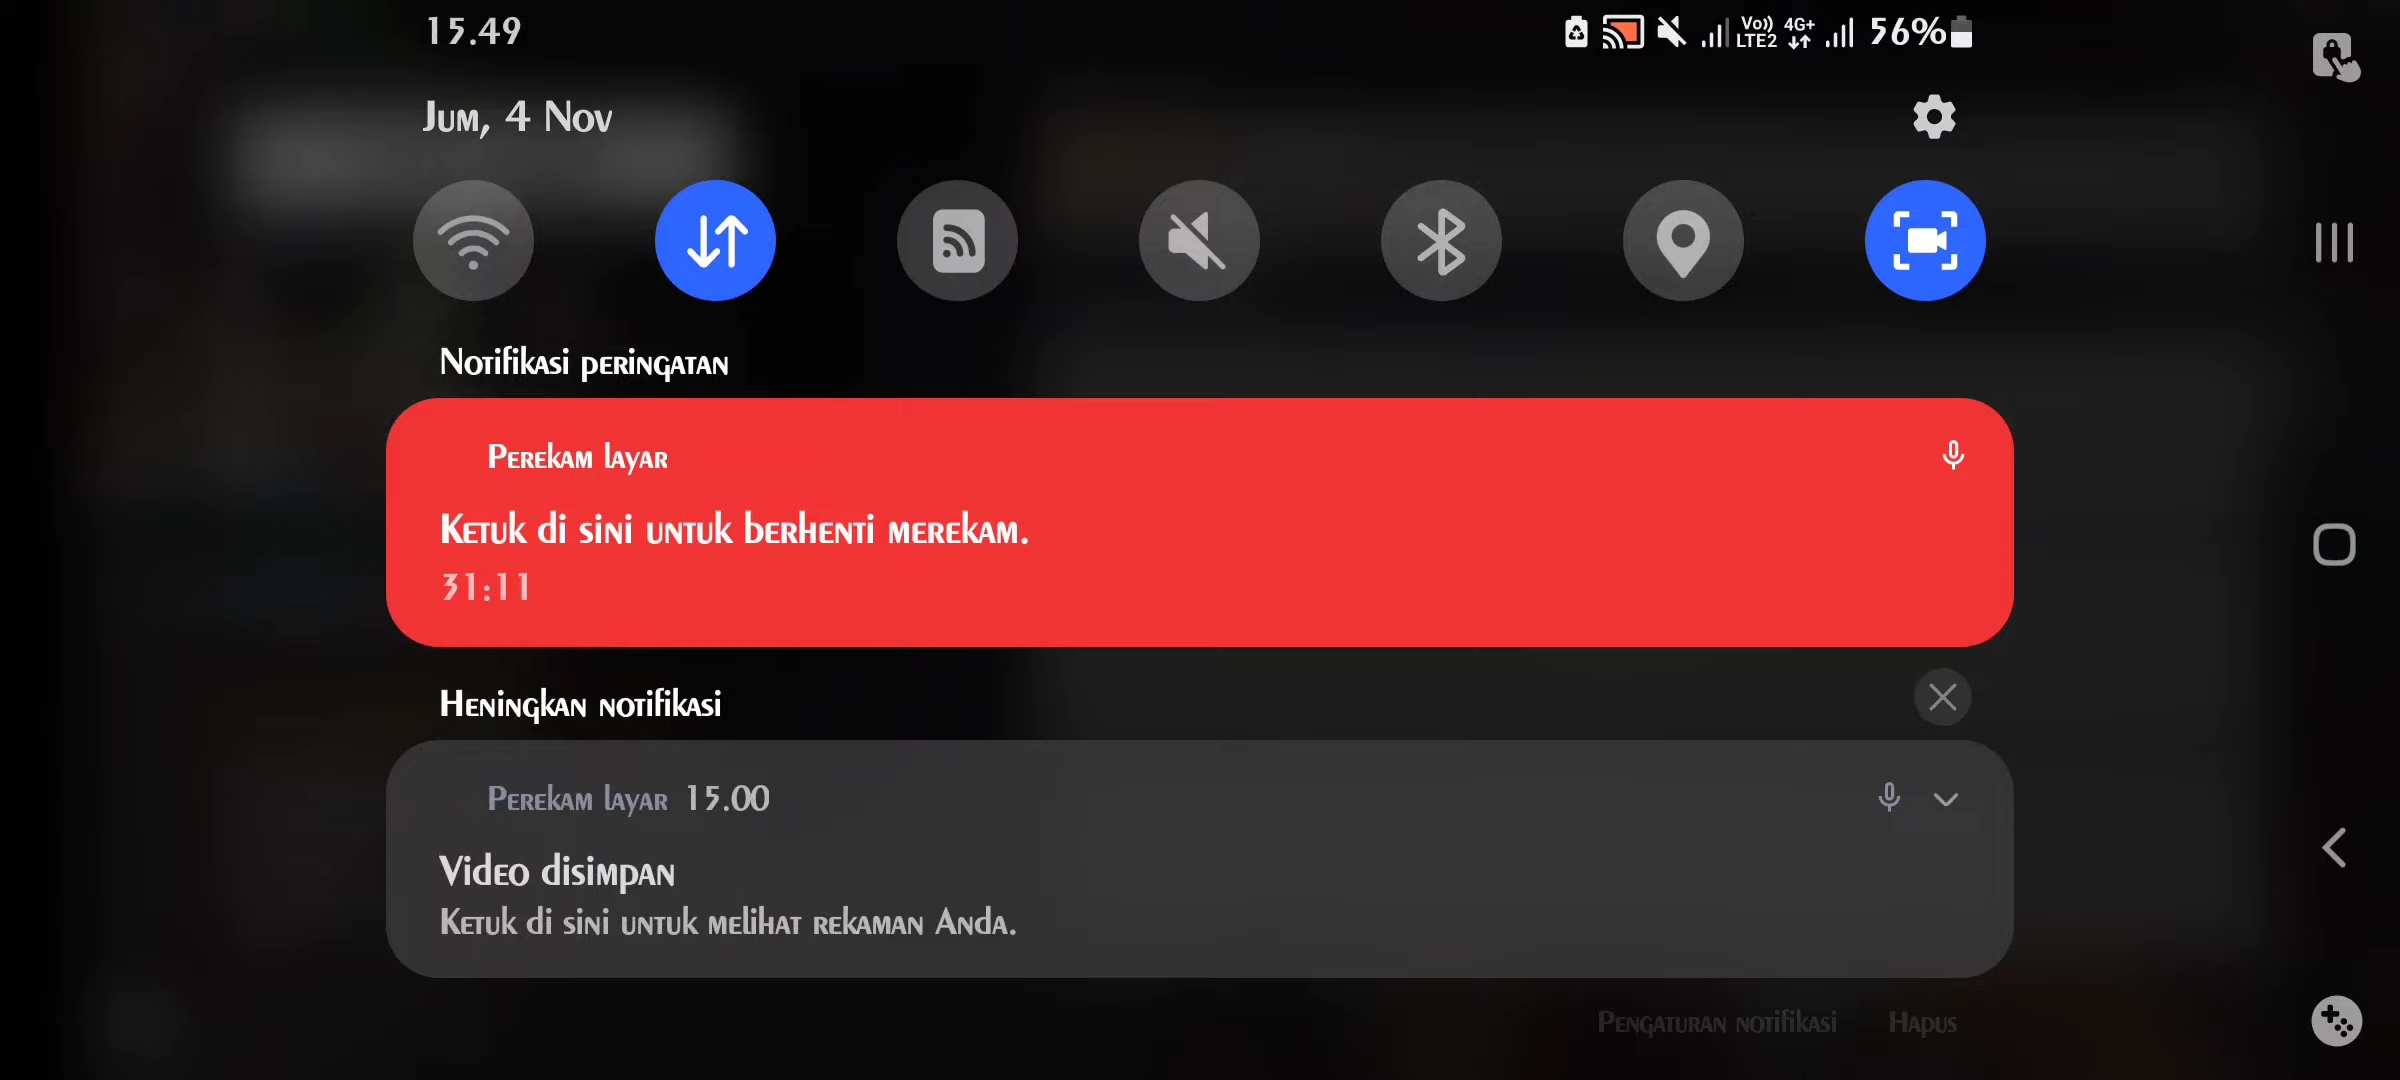 15.49
Vo)) LTE2 4G+ 56%
Jum, 4 Nov
Notifikasi peringatan
Perekam layar
Ketuk di sini untuk berhenti merekam.
31:11
Heningkan notifikasi
Perekam layar 15.00
Video disimpan
Ketuk di sini untuk melihat rekaman Anda.
Pengaturan notifikasi Hapus